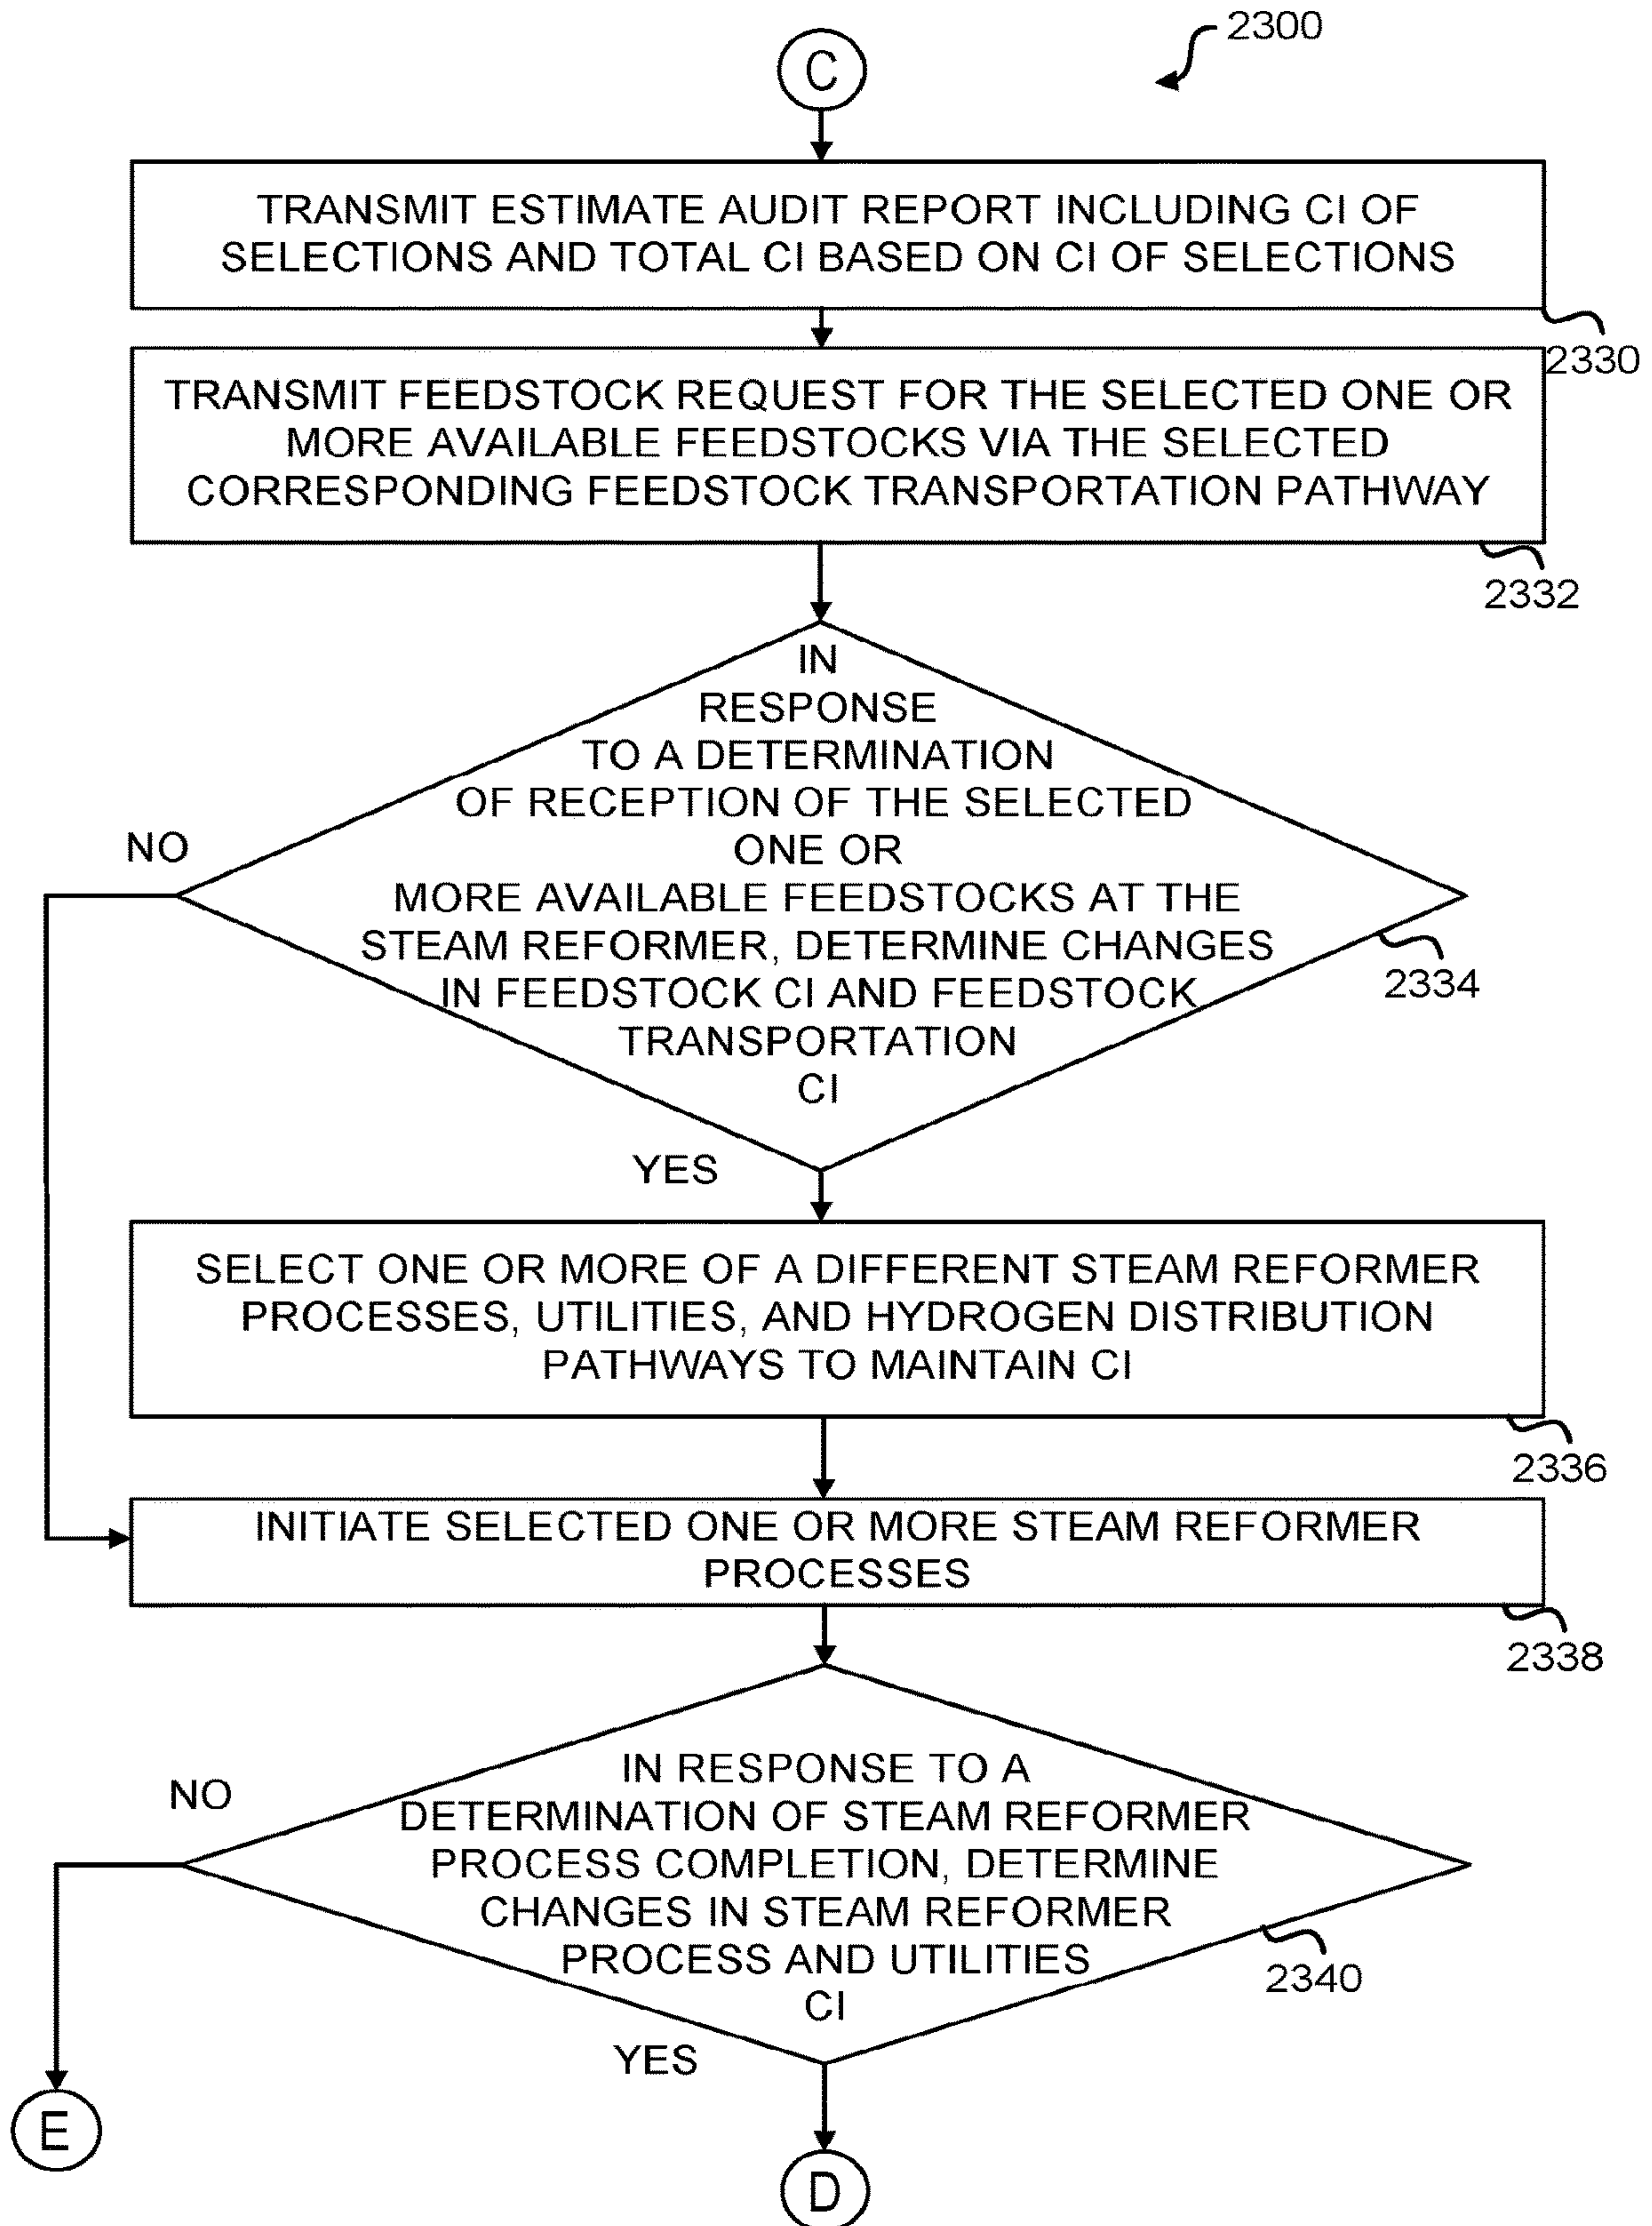 2300
C
TRANSMIT ESTIMATE AUDIT REPORT INCLUDING CI OF
SELECTIONS AND TOTAL CI BASED ON CI OF SELECTIONS
2330
TRANSMIT FEEDSTOCK REQUEST FOR THE SELECTED ONE OR
MORE AVAILABLE FEEDSTOCKS VIA THE SELECTED
CORRESPONDING FEEDSTOCK TRANSPORTATION PATHWAY
2332
IN
RESPONSE
TO A DETERMINATION
OF RECEPTION OF THE SELECTED
ONE OR
MORE AVAILABLE FEEDSTOCKS AT THE
STEAM REFORMER, DETERMINE CHANGES
IN FEEDSTOCK CI AND FEEDSTOCK
TRANSPORTATION
CI
NO
2334
YES
SELECT ONE OR MORE OF A DIFFERENT STEAM REFORMER
PROCESSES, UTILITIES, AND HYDROGEN DISTRIBUTION
PATHWAYS TO MAINTAIN CI
2336
INITIATE SELECTED ONE OR MORE STEAM REFORMER
PROCESSES
2338
IN RESPONSE TO A
DETERMINATION OF STEAM REFORMER
PROCESS COMPLETION, DETERMINE
CHANGES IN STEAM REFORMER
PROCESS AND UTILITIES
CI
NO
2340
YES
E
D